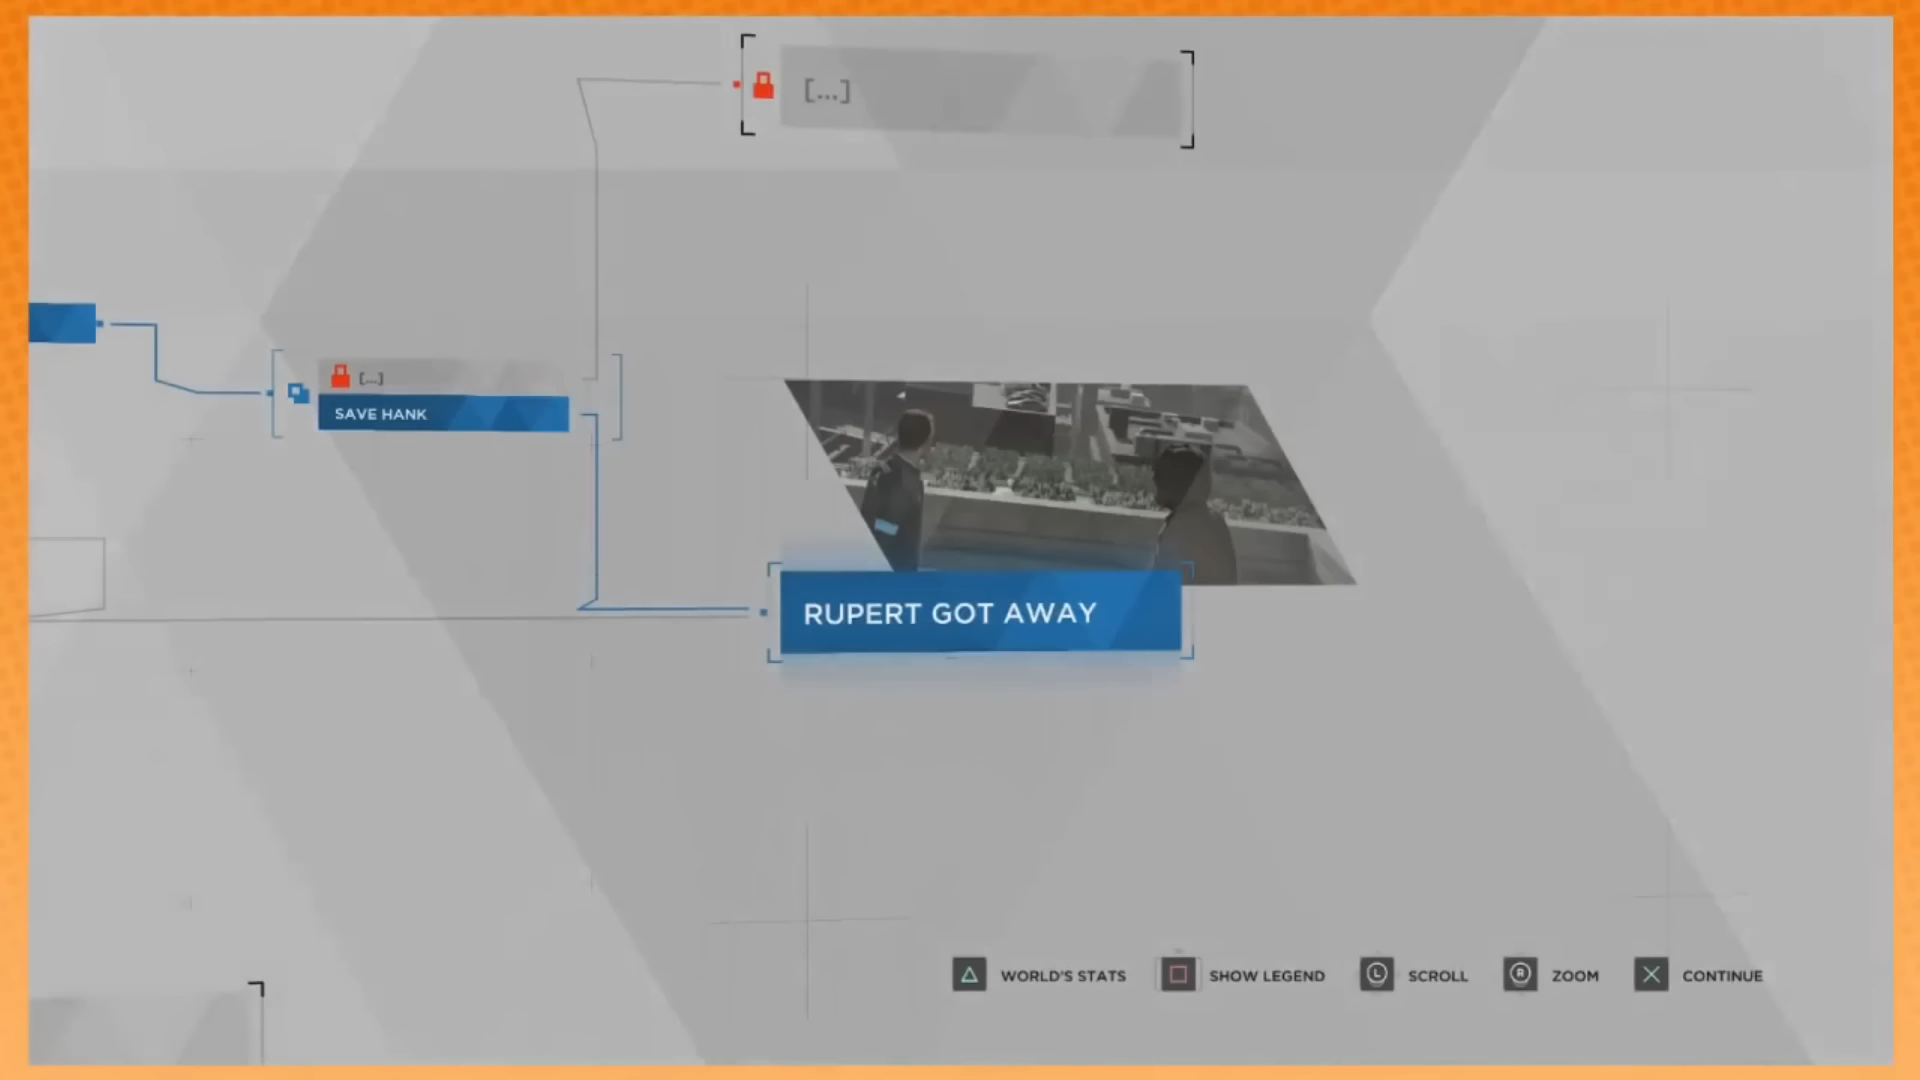 [...]
[...]
SAVE HANK
RUPERT GOT AWAY
WORLD'S STATS
SHOW LEGEND
L
SCROLL
R
ZOOM
CONTINUE